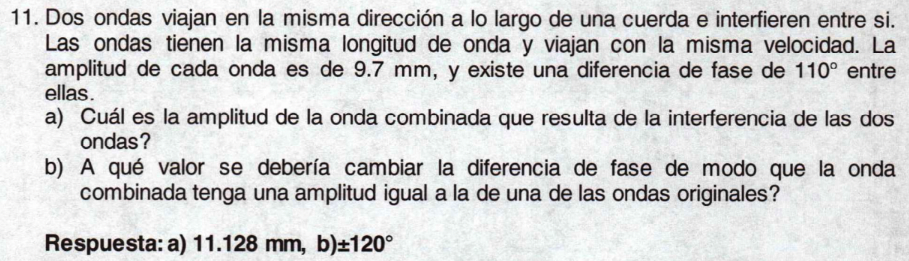 11. Dos ondas viajan en la misma dirección a lo largo de una cuerda e interfieren entre si.
Las ondas tienen la misma longitud de onda y viajan con la misma velocidad. La
amplitud de cada onda es de 9.7 mm, y existe una diferencia de fase de 110° entre
ellas.
a) Cuál es la amplitud de la onda combinada que resulta de la interferencia de las dos
ondas?
b) A qué valor se debería cambiar la diferencia de fase de modo que la onda
combinada tenga una amplitud igual a la de una de las ondas originales?
Respuesta: a) 11.128 mm, b)±120°